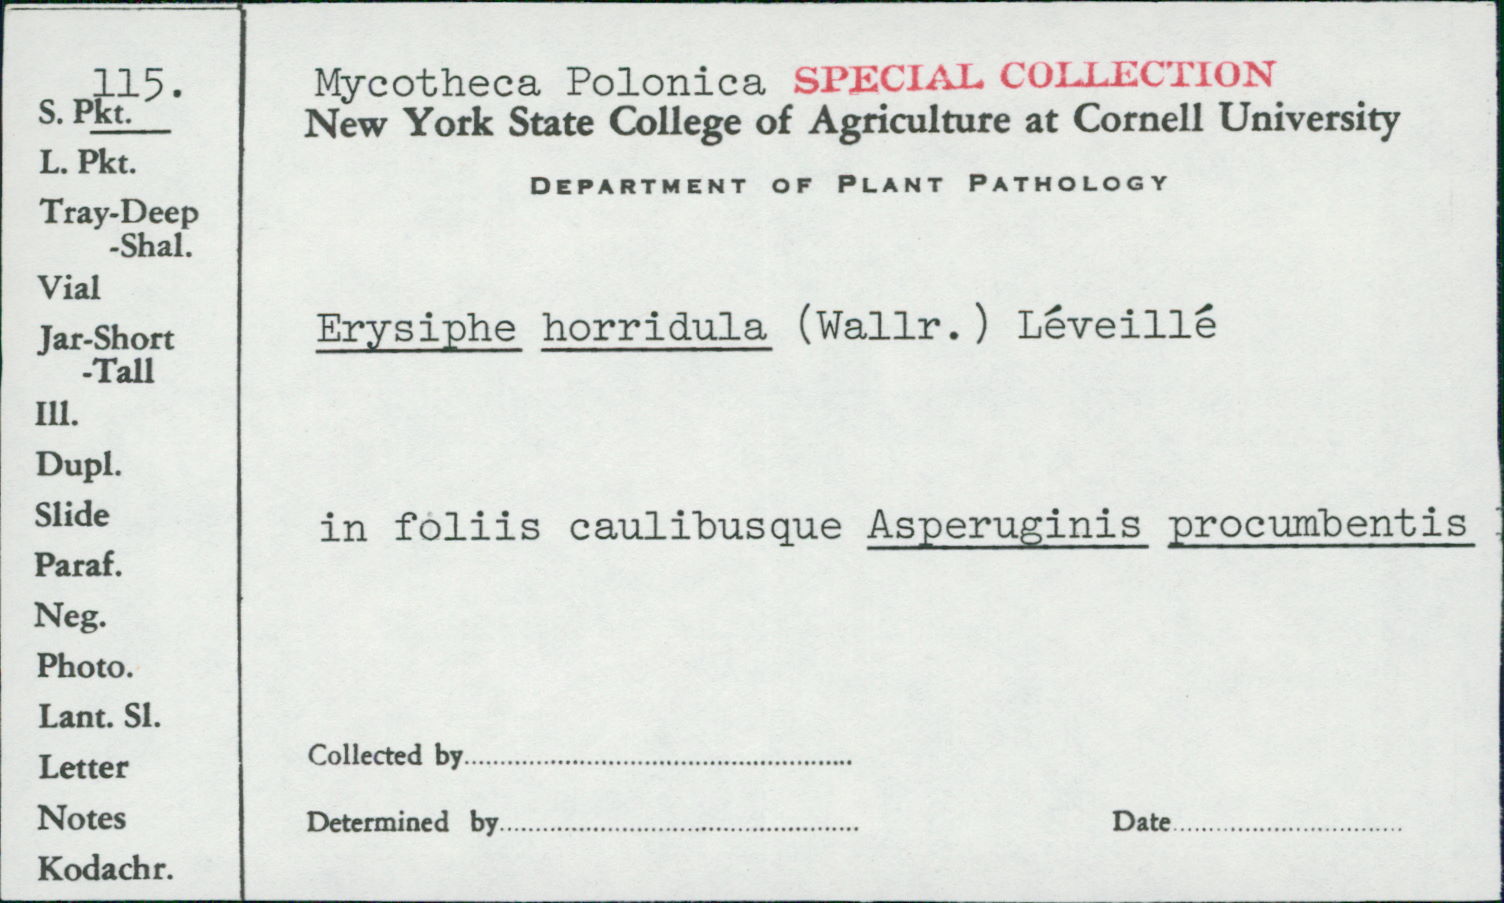 115.
S. Pkt.
L. Pkt.
Tray-Deep
-Shal.
Vial
Jar-Short
-Tall
Ill.
Dupl.
Slide
Paraf.
Neg.
Photo.
Lant. Sl.
Letter
Notes
Kodachr.
Mycotheca Polonica SPECIAL COLLECTION
New York State College of Agriculture at Cornell University
DEPARTMENT OF PLANT PATHOLOGY
Erysiphe horridula (Wallr.) Léveillé
in foliis caulibusque Asperuginis procumbentis
Collected by
Determined by
Date